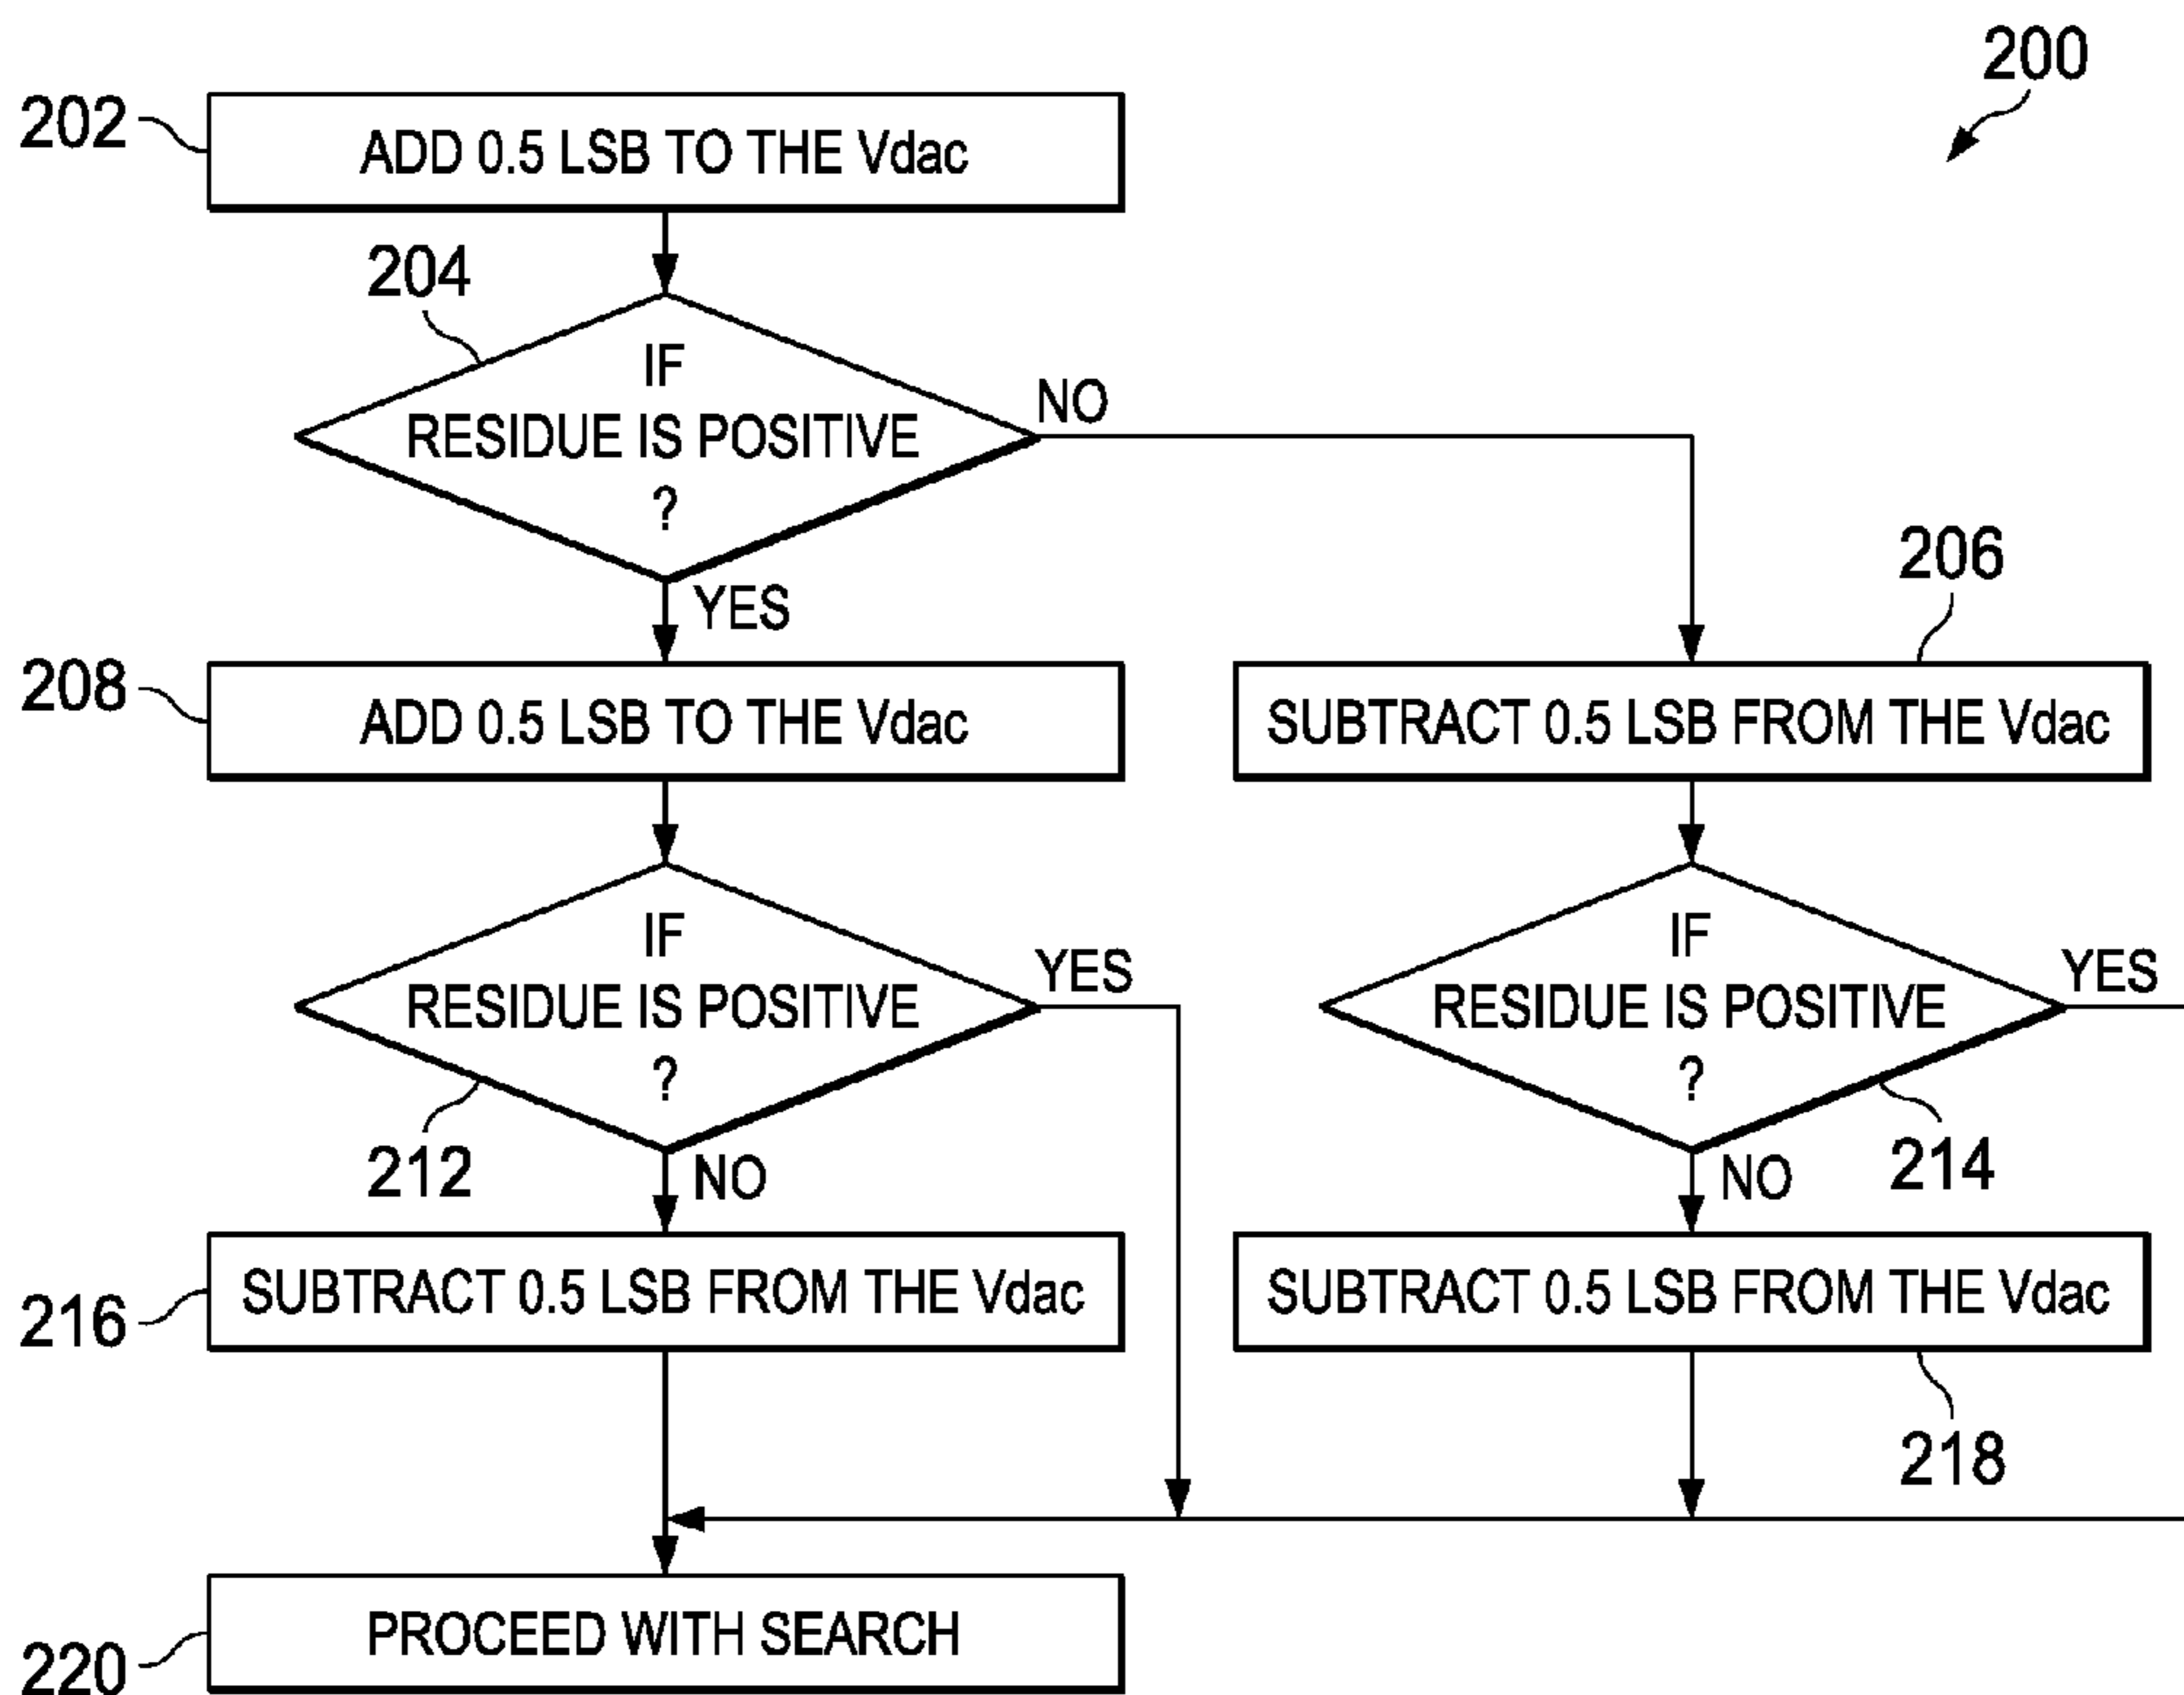 200
202
ADD 0.5 LSB TO THE Vdac
204
IF
RESIDUE IS POSITIVE
?
NO
YES
206
208
ADD 0.5 LSB TO THE Vdac
SUBTRACT 0.5 LSB FROM THE Vdac
IF
RESIDUE IS POSITIVE
?
YES
212
NO
IF
RESIDUE IS POSITIVE
?
YES
214
NO
216
SUBTRACT 0.5 LSB FROM THE Vdac
SUBTRACT 0.5 LSB FROM THE Vdac
218
220
PROCEED WITH SEARCH